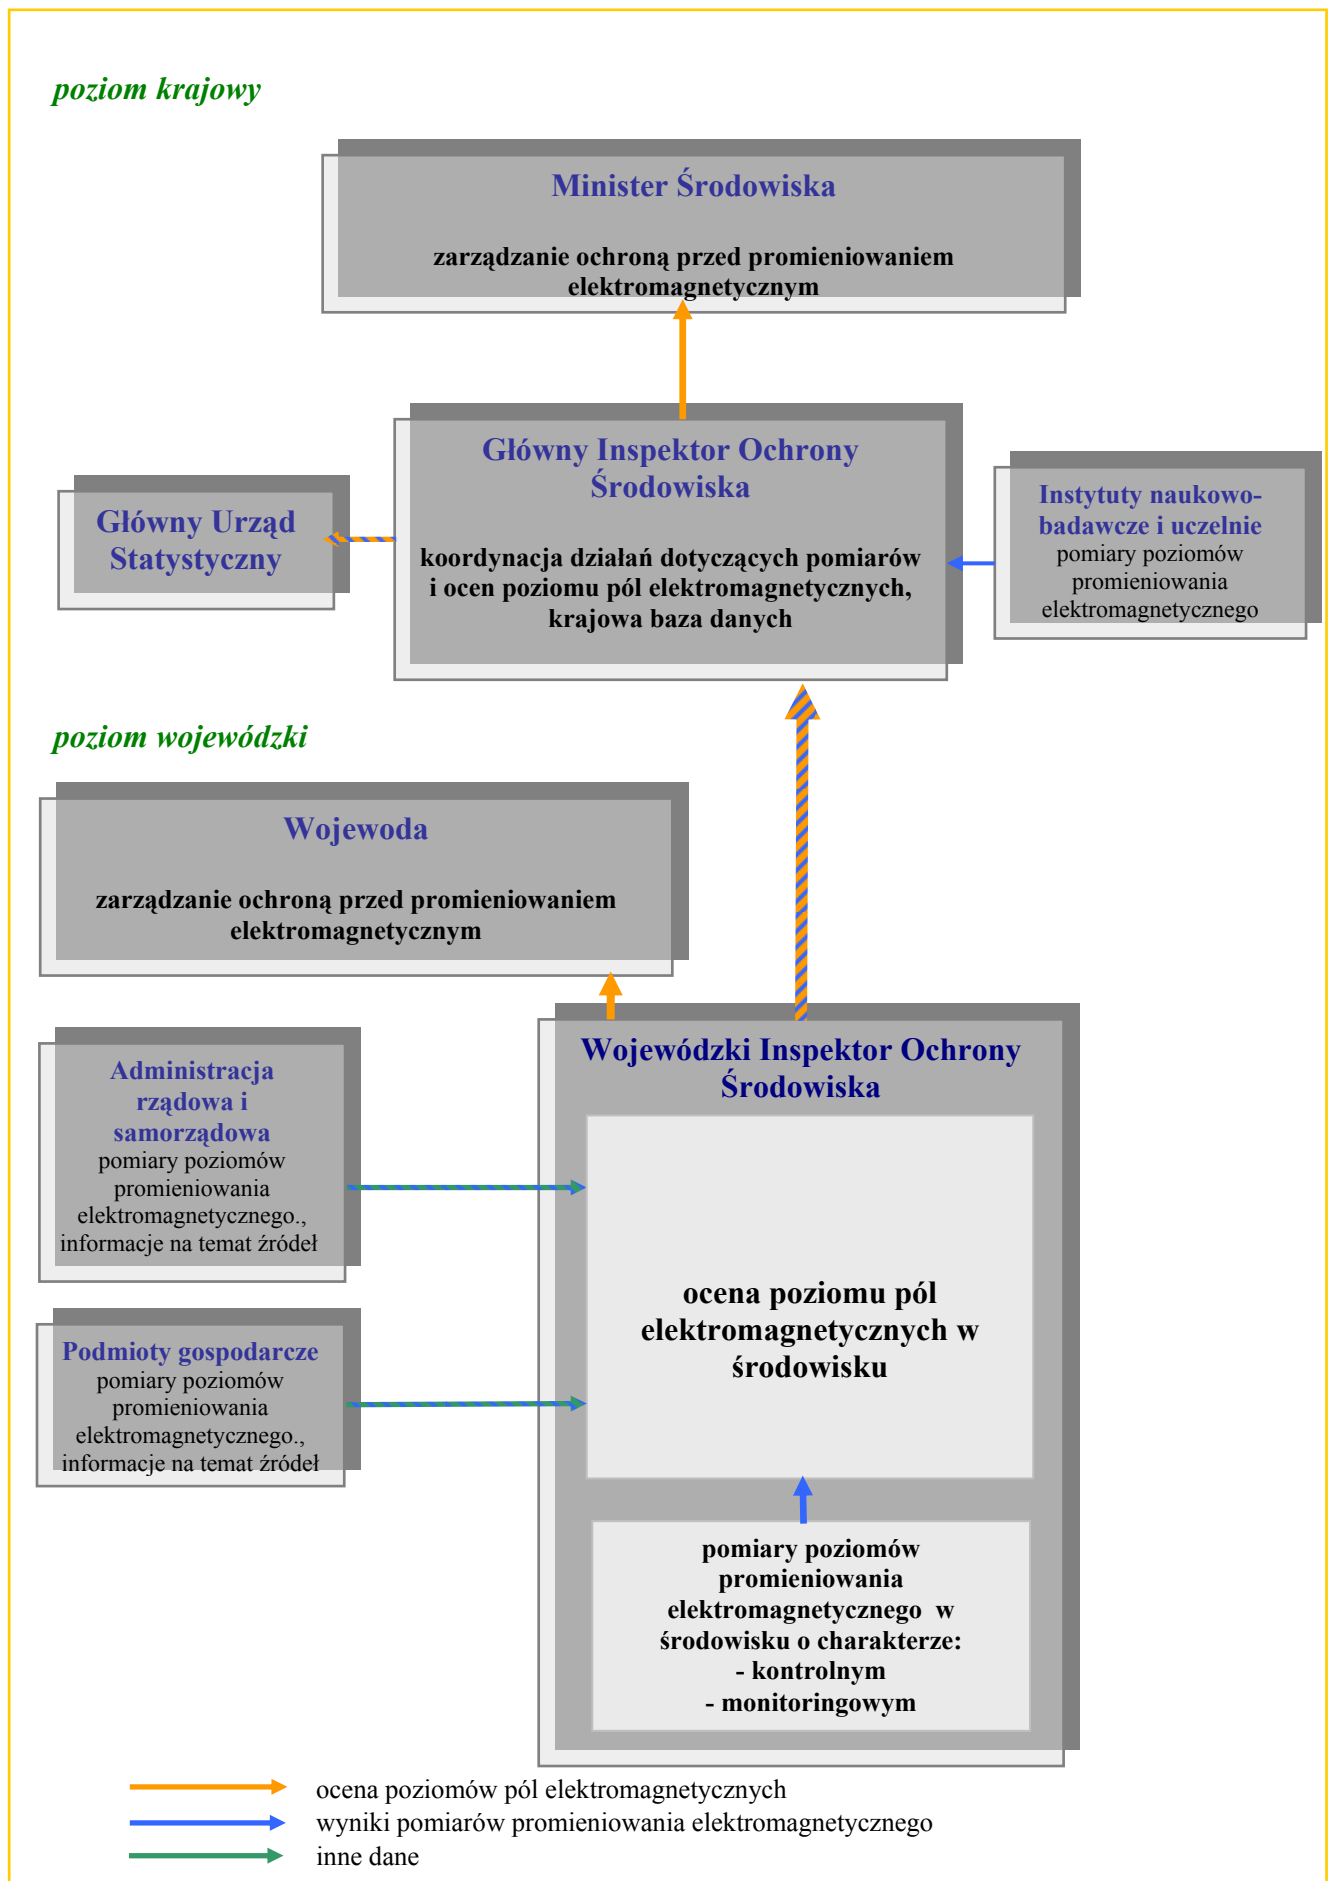 poziom krajowy
Minister Środowiska
zarządzanie ochroną przed promieniowaniem
elektromagnetycznym
Główny Inspektor Ochrony
Środowiska
koordynacja działań dotyczących pomiarów
i ocen poziomu pól elektromagnetycznych,
krajowa baza danych
Główny Urząd
Statystyczny
Instytuty naukowo-
badawcze i uczelnie
pomiary poziomów
promieniowania
elektromagnetycznego
poziom wojewódzki
Wojewoda
zarządzanie ochroną przed promieniowaniem
elektromagnetycznym
Administracja
rządowa i
samorządowa
pomiary poziomów
promieniowania
elektromagnetycznego.,
informacje na temat źródeł
Podmioty gospodarcze
pomiary poziomów
promieniowania
elektromagnetycznego.,
informacje na temat źródeł
Wojewódzki Inspektor Ochrony
Środowiska
ocena poziomu pól
elektromagnetycznych w
środowisku
pomiary poziomów
promieniowania
elektromagnetycznego w
środowisku o charakterze:
- kontrolnym
- monitoringowym
ocena poziomów pól elektromagnetycznych
wyniki pomiarów promieniowania elektromagnetycznego
inne dane